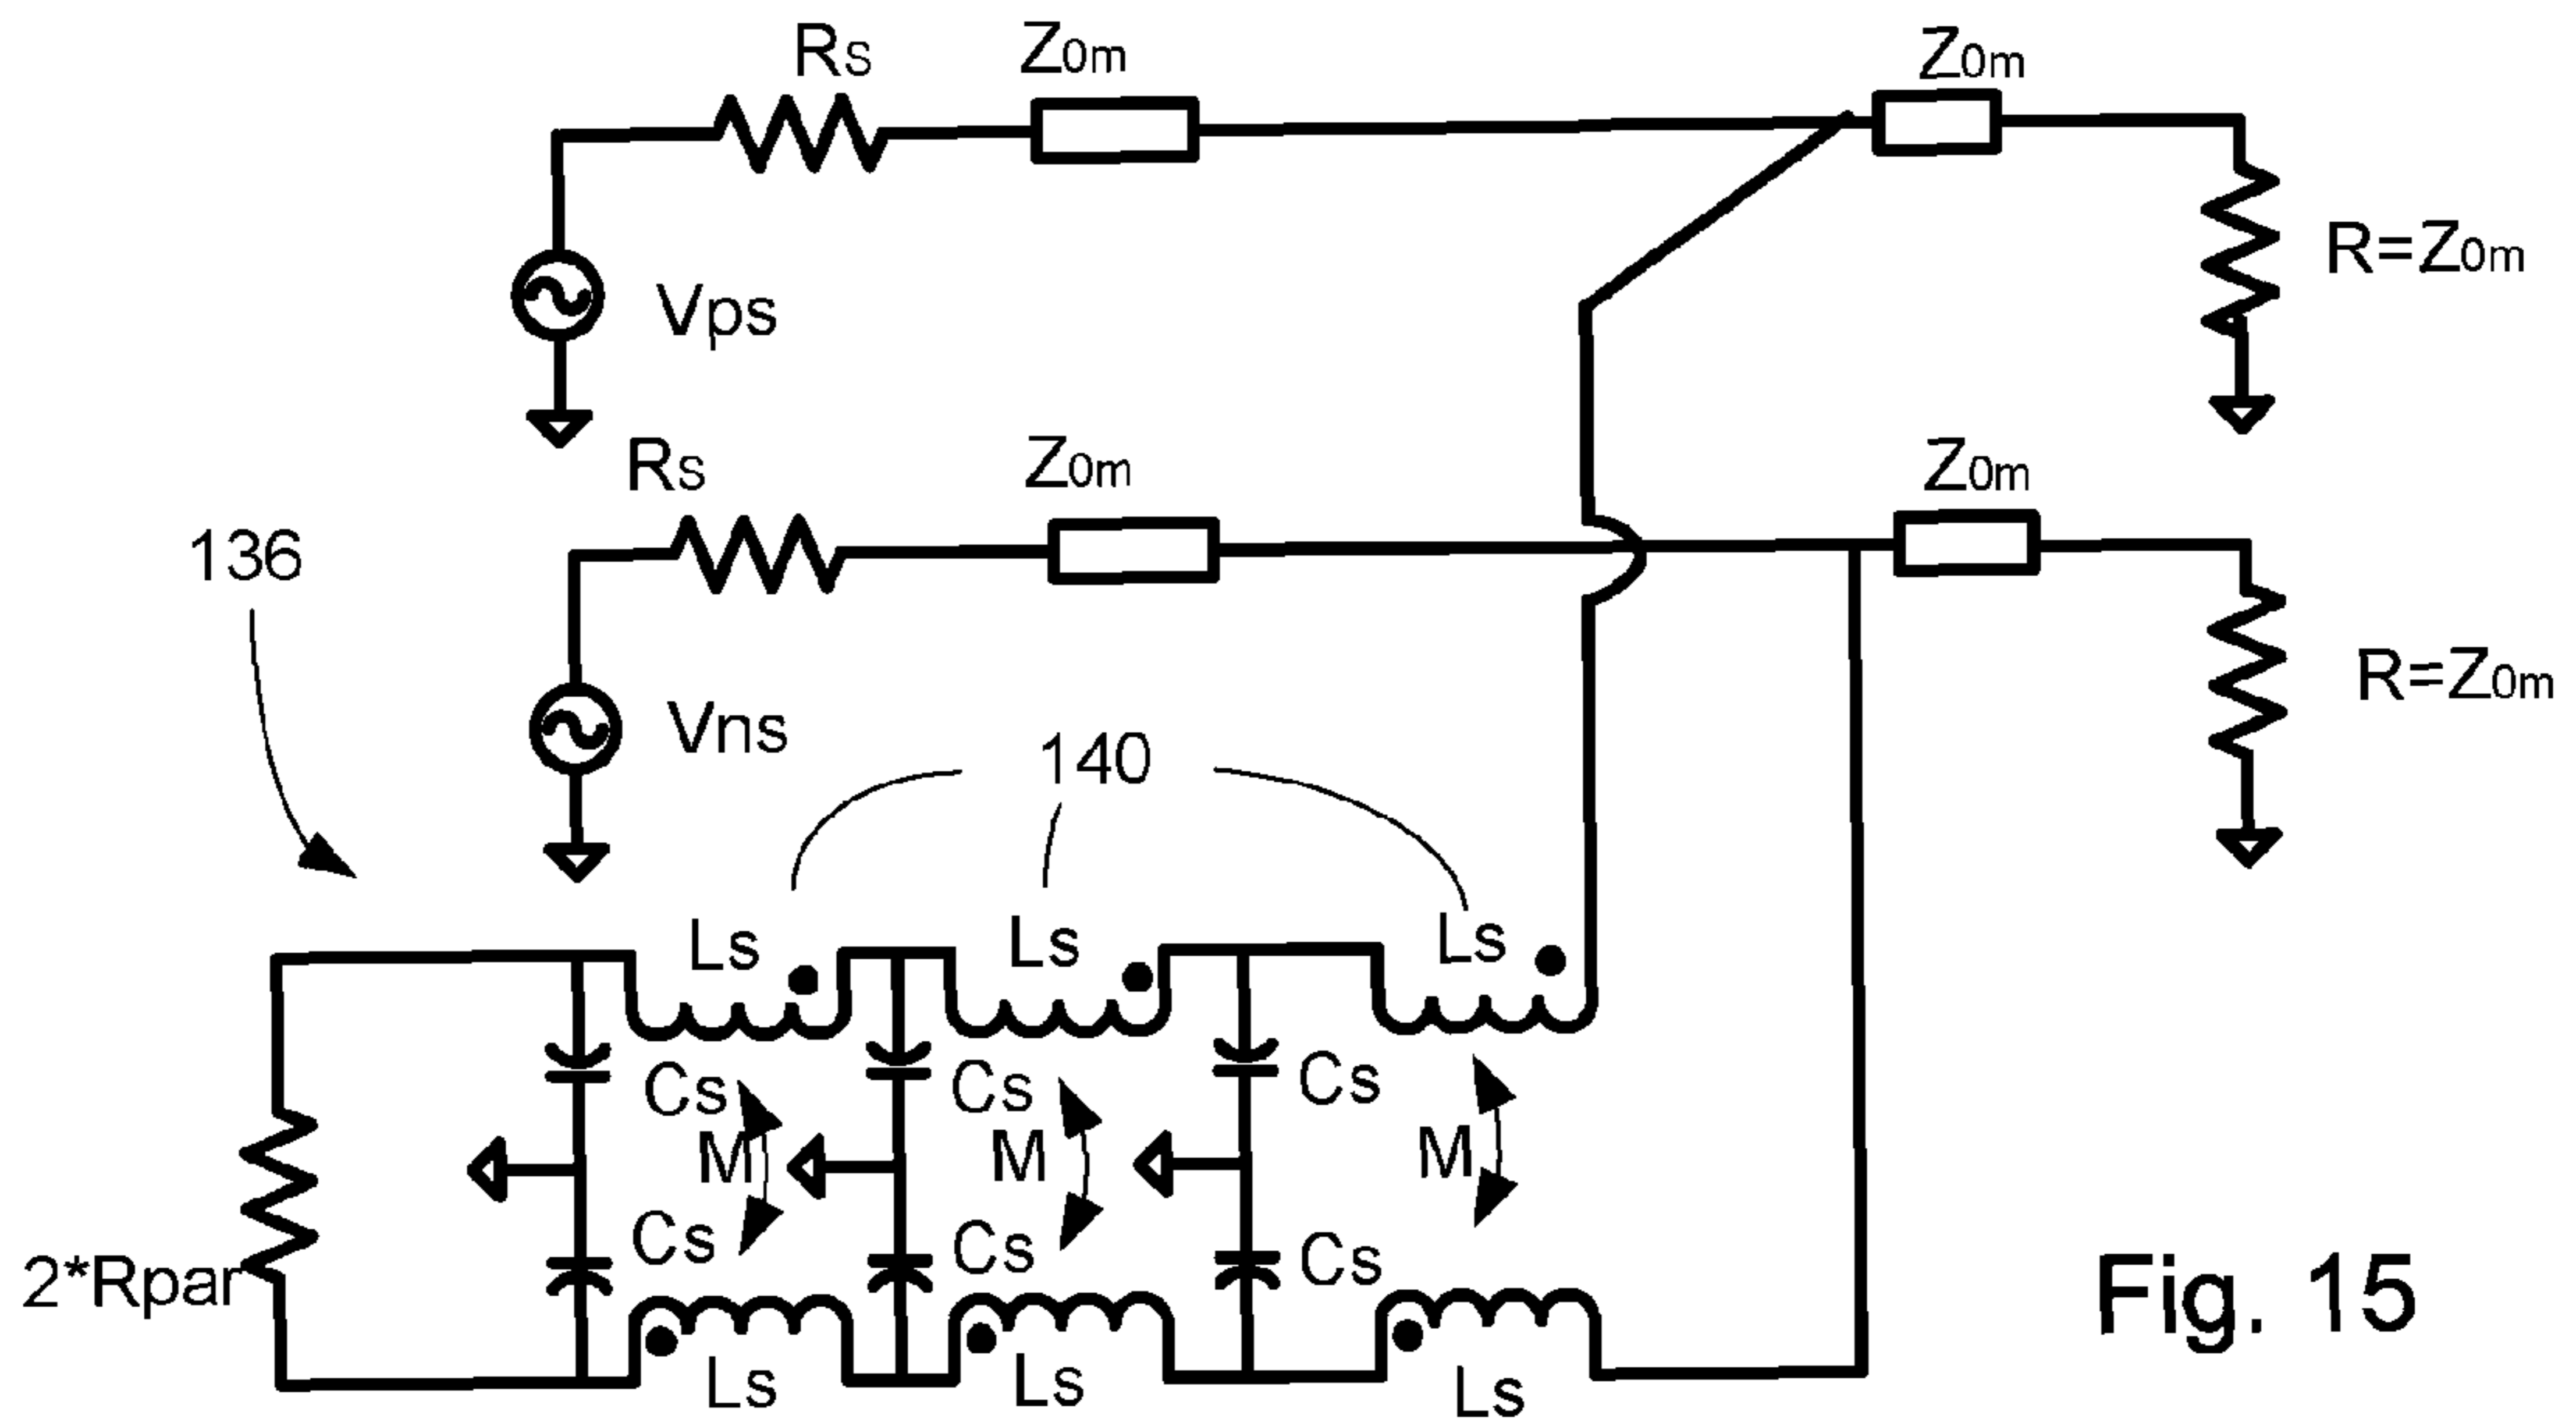 Rs Z0m Z0m
R=Z0m
Vps
Rs Z0m Z0m
136
R=Z0m
Vns
140
Ls Ls Ls
Cs Cs Cs
M M M
Cs Cs Cs
2*Rpar
Ls Ls Ls
Fig. 15